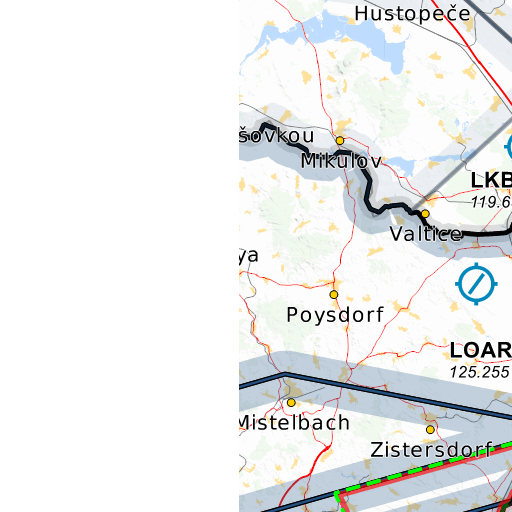 Hustopeče
šovkou
Mikulov
LKB
119.6
Valtice
ya
Poysdorf
LOAR
125.255
Mistelbach
Zistersdorf